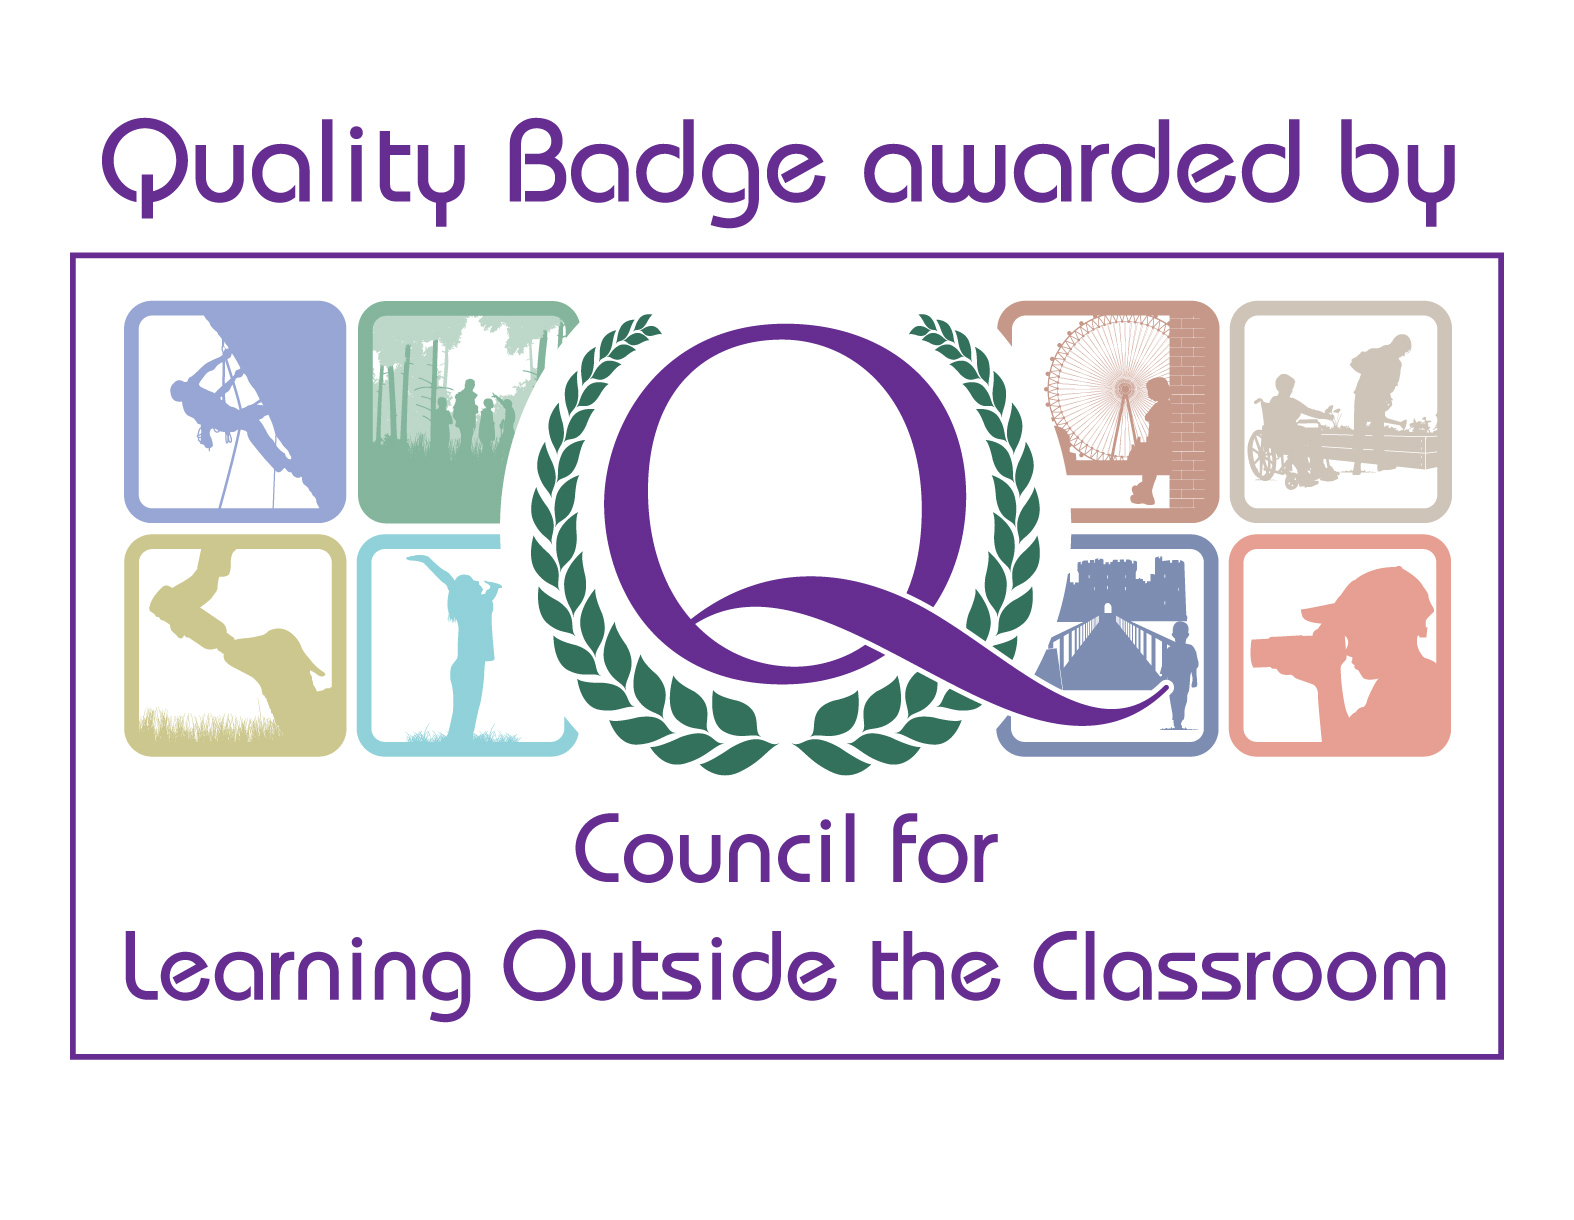 Quality Badge awarded by
Q
Council for
Learning Outside the Classroom